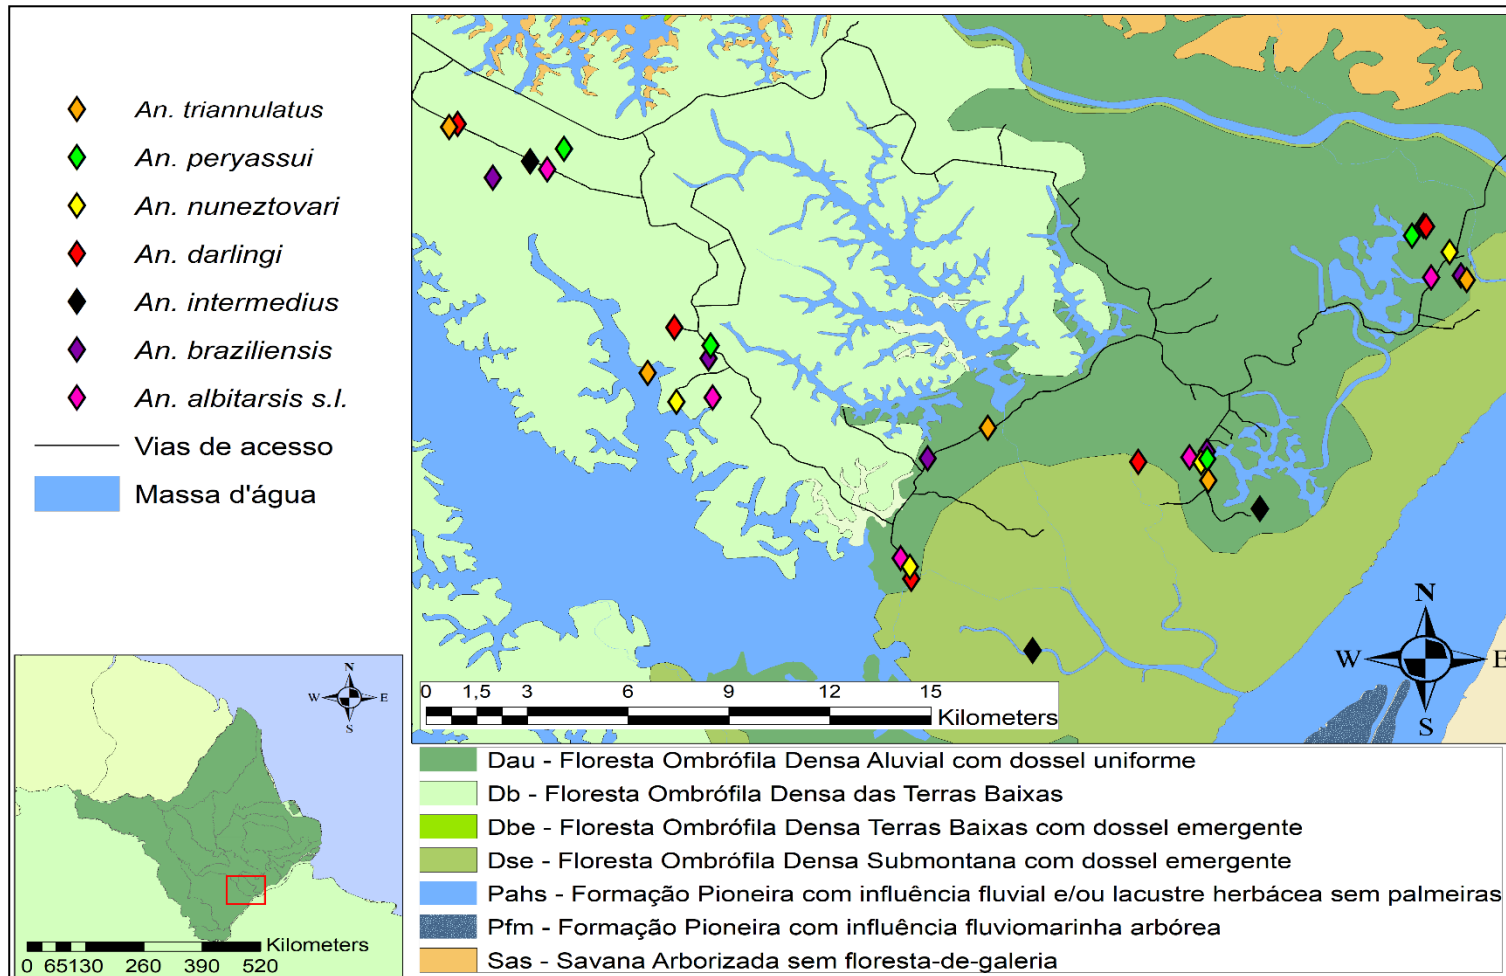 An. triannulatus
An. peryassui
An. nuneztovari
An. darlingi
An. intermedius
An. braziliensis
An. albitarsis s.l.
Vias de acesso
Massa d'água
N
W E
S
0 1,5 3 6 9 12 15
Kilometers
N
W E
S
Kilometers
0 65130 260 390 520
Dau - Floresta Ombrófila Densa Aluvial com dossel uniforme
Db - Floresta Ombrófila Densa das Terras Baixas
Dbe - Floresta Ombrófila Densa Terras Baixas com dossel emergente
Dse - Floresta Ombrófila Densa Submontana com dossel emergente
Pahs - Formação Pioneira com influência fluvial e/ou lacustre herbácea sem palmeiras
Pfm - Formação Pioneira com influência fluviomarinha arbórea
Sas - Savana Arborizada sem floresta-de-galeria